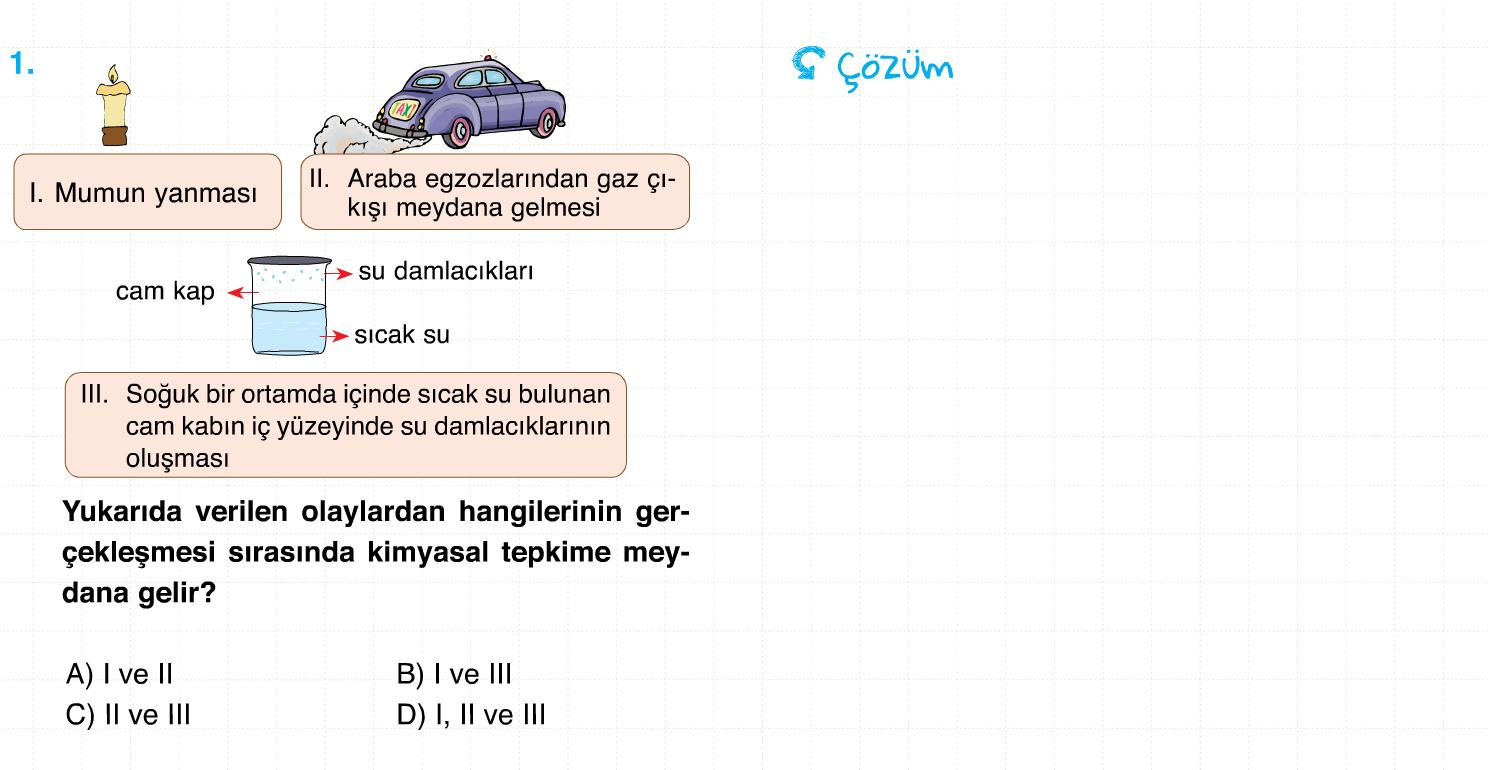 1.
Çözüm
TAXI
I. Mumun yanması
II. Araba egzozlarından gaz çı-
kışı meydana gelmesi
su damlacıkları
cam kap
sıcak su
III. Soğuk bir ortamda içinde sıcak su bulunan
cam kabın iç yüzeyinde su damlacıklarının
oluşması
Yukarıda verilen olaylardan hangilerinin ger-
çekleşmesi sırasında kimyasal tepkime mey-
dana gelir?
A) I ve II
B) I ve III
C) II ve III
D) I, II ve III